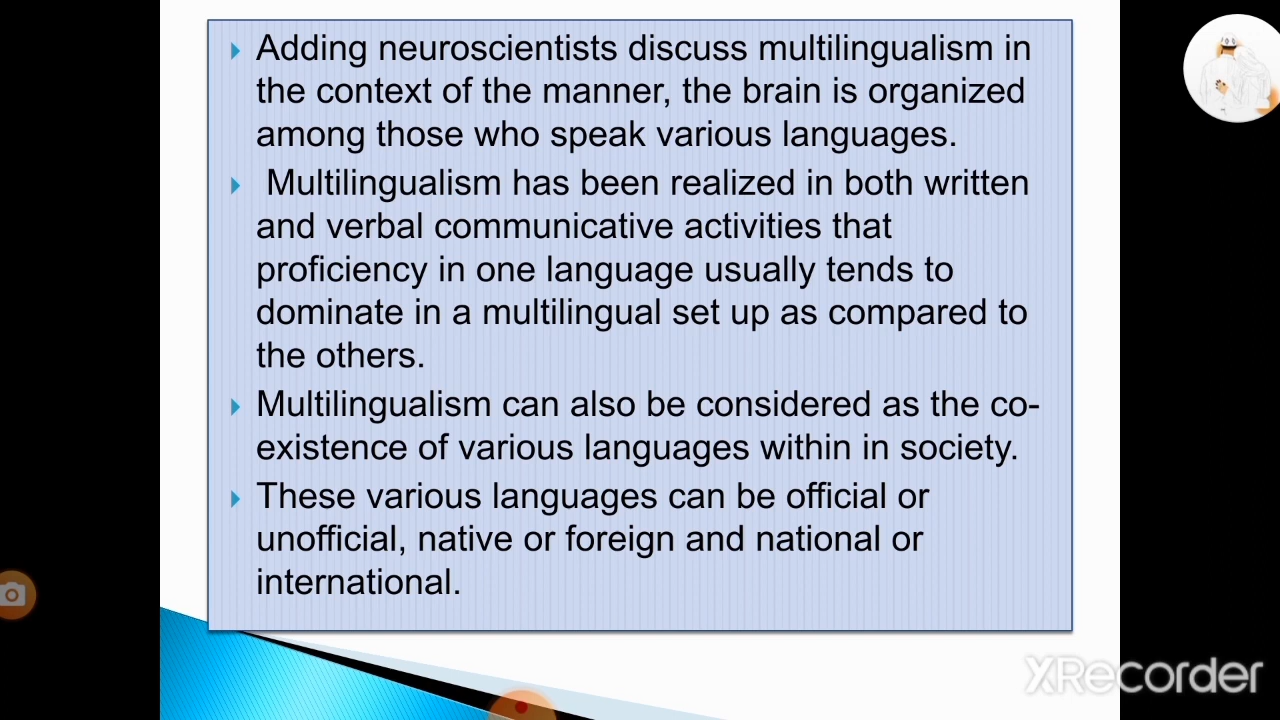 Adding neuroscientists discuss multilingualism in
the context of the manner, the brain is organized
among those who speak various languages.
Multilingualism has been realized in both written
and verbal communicative activities that
proficiency in one language usually tends to
dominate in a multilingual set up as compared to
the others.
Multilingualism can also be considered as the co-
existence of various languages within in society.
These various languages can be official or
unofficial, native or foreign and national or
international.
XRecorder